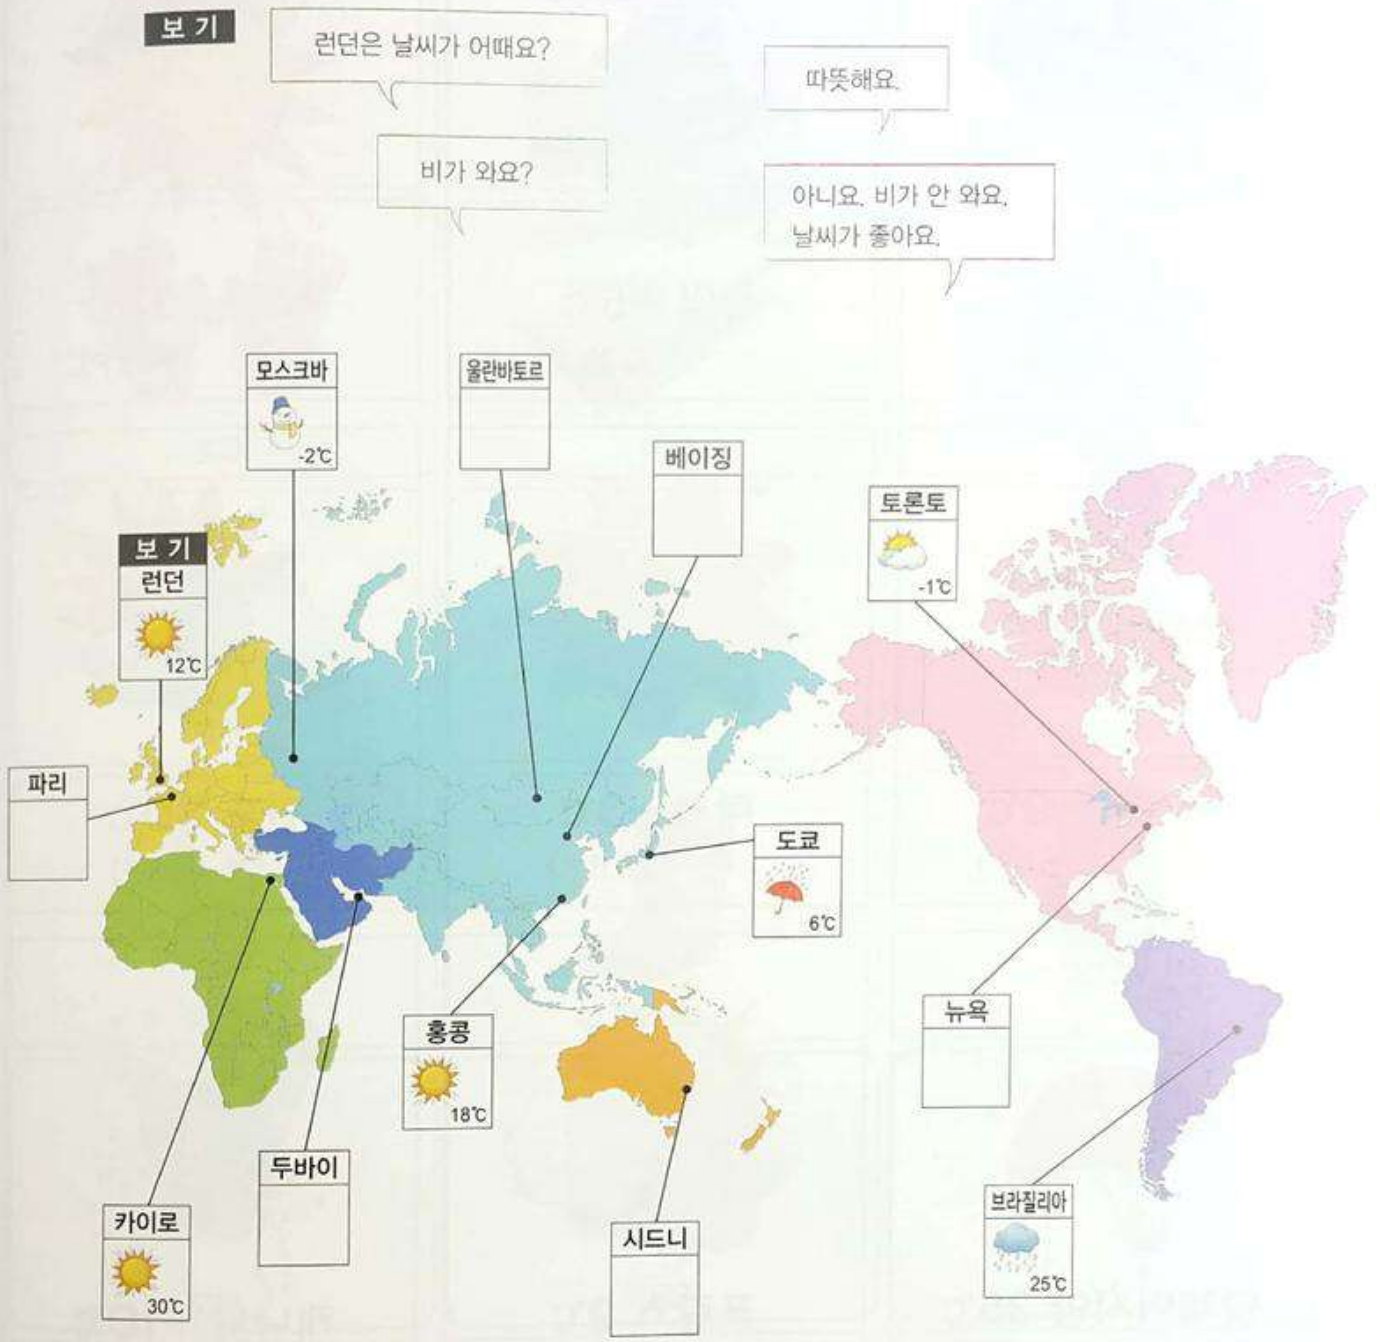 보기
런던은 날씨가 어때요?
따뜻해요.
비가 와요?
아니요. 비가 안 와요.
날씨가 좋아요.
모스크바
-2℃
울란바토르
베이징
토론토
-1℃
보기
런던
12℃
파리
도쿄
6℃
뉴욕
홍콩
18℃
두바이
브라질리아
25℃
카이로
30℃
시드니